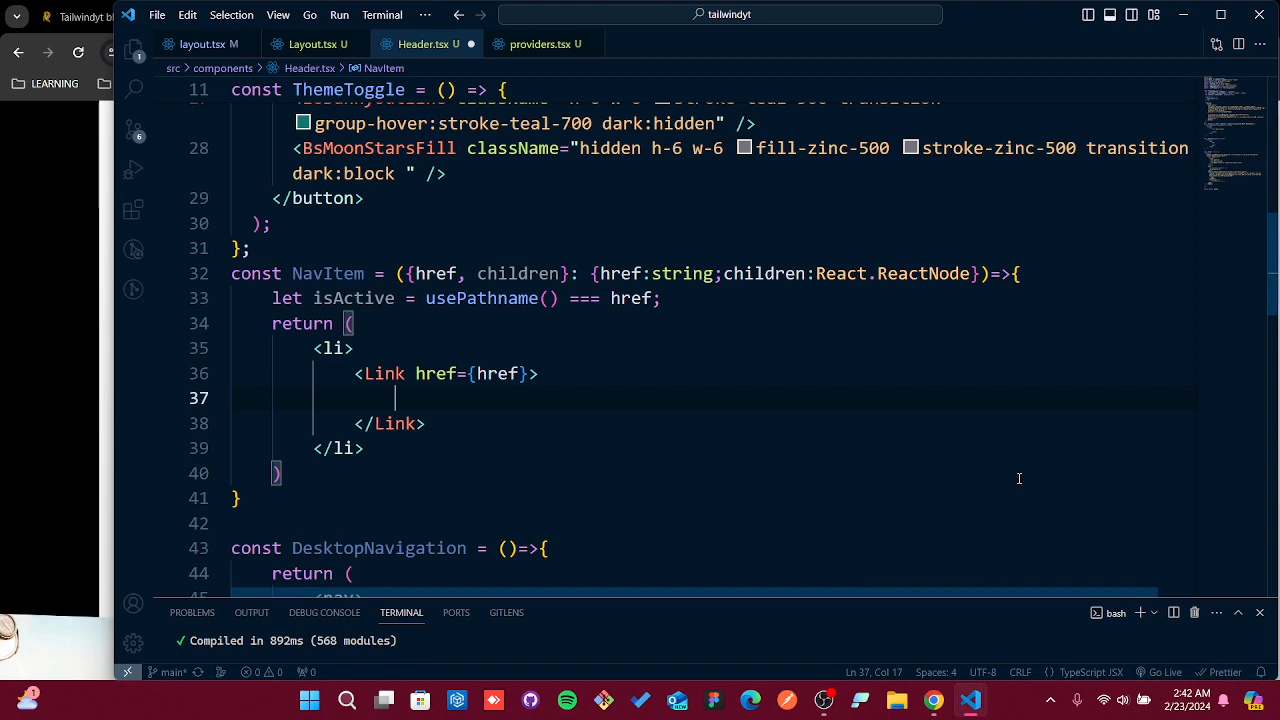 File Edit Selection View Go Run Terminal ··· tailwindyt
Tailwindyt bl
LEARNING
layout.tsx M Layout.tsx U Header.tsx U providers.tsx U
src > components > Header.tsx > NavItem
11 const ThemeToggle = () => {
group-hover:stroke-teal-700 dark:hidden" />
28 <BsMoonStarsFill className="hidden h-6 w-6 fill-zinc-500 stroke-zinc-500 transition
dark:block " />
29 </button>
30 );
31 };
32 const NavItem = ({href, children}: {href:string;children:React.ReactNode})=>{
33 let isActive = usePathname() === href;
34 return (
35 <li>
36 <Link href={href}>
37
38 </Link>
39 </li>
40 )
41 }
42
43 const DesktopNavigation = ()=>{
44 return (
PROBLEMS OUTPUT DEBUG CONSOLE TERMINAL PORTS GITLENS bash
✓ Compiled in 892ms (568 modules)
main* 0 0 0 Ln 37, Col 17 Spaces: 4 UTF-8 CRLF {} TypeScript JSX Go Live Prettier
2:42 AM
2/23/2024